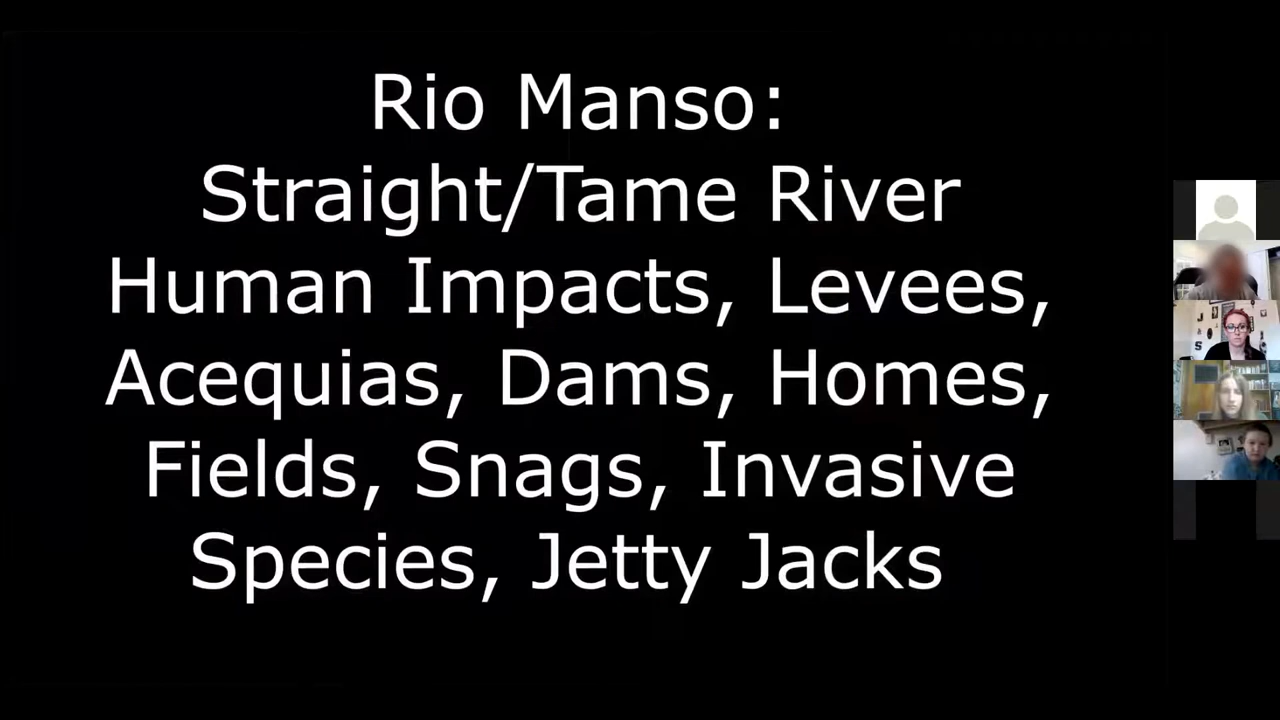 Rio Manso:
Straight/Tame River
Human Impacts, Levees,
Acequias, Dams, Homes,
Fields, Snags, Invasive
Species, Jetty Jacks